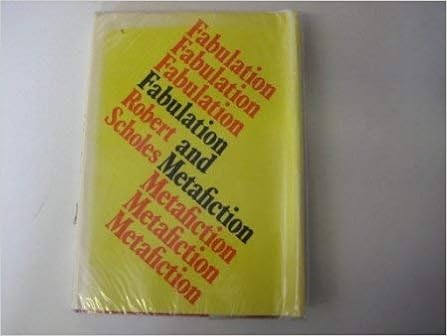 Fabulation
Fabulation
Fabulation
Fabulation
Robert and
Scholes Metafiction
Metafiction
Metafiction
Metafiction